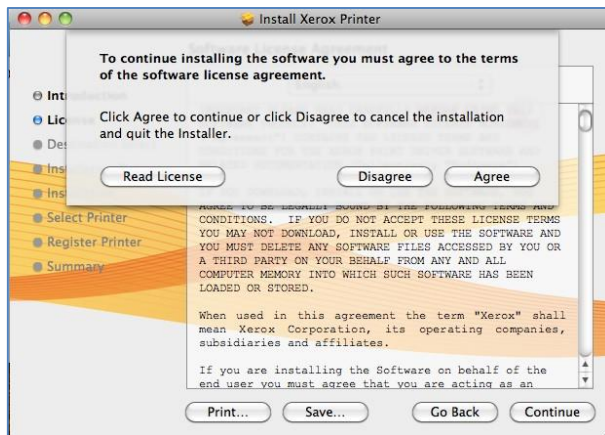 Install Xerox Printer
To continue installing the software you must agree to the terms
of the software license agreement.
Click Agree to continue or click Disagree to cancel the installation
and quit the Installer.
Read License
Disagree
Agree
Select Printer
Register Printer
Summary
AGREE TO BE LEGALLY BOUND BY THE FOLLOWING TERMS AND
CONDITIONS. IF YOU DO NOT ACCEPT THESE LICENSE TERMS
YOU MAY NOT DOWNLOAD, INSTALL OR USE THE SOFTWARE AND
YOU MUST DELETE ANY SOFTWARE FILES ACCESSED BY YOU OR
A THIRD PARTY ON YOUR BEHALF FROM ANY AND ALL
COMPUTER MEMORY INTO WHICH SUCH SOFTWARE HAS BEEN
LOADED OR STORED.
When used in this agreement the term "Xerox" shall
mean Xerox Corporation, its operating companies,
subsidiaries and affiliates.
If you are installing the Software on behalf of the
end user you must agree that you are acting as an
Print...
Save...
Go Back
Continue